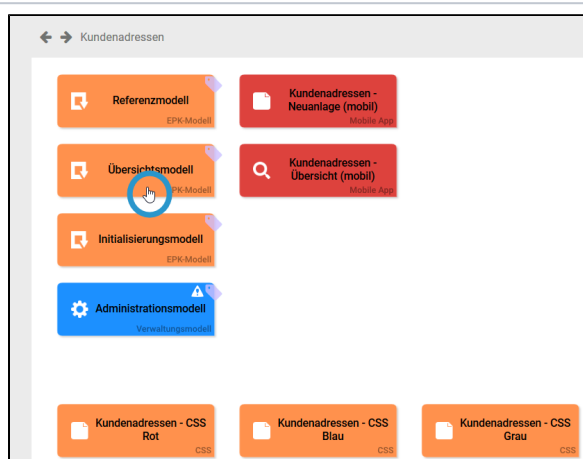 Kundenadressen
Referenzmodell
EPK-Modell
Kundenadressen -
Neuanlage (mobil)
Mobile App
Übersichtsmodell
EPK-Modell
Kundenadressen -
Übersicht (mobil)
Mobile App
Initialisierungsmodell
EPK-Modell
Administrationsmodell
Verwaltungsmodell
Kundenadressen - CSS
Rot
CSS
Kundenadressen - CSS
Blau
CSS
Kundenadressen - CSS
Grau
CSS